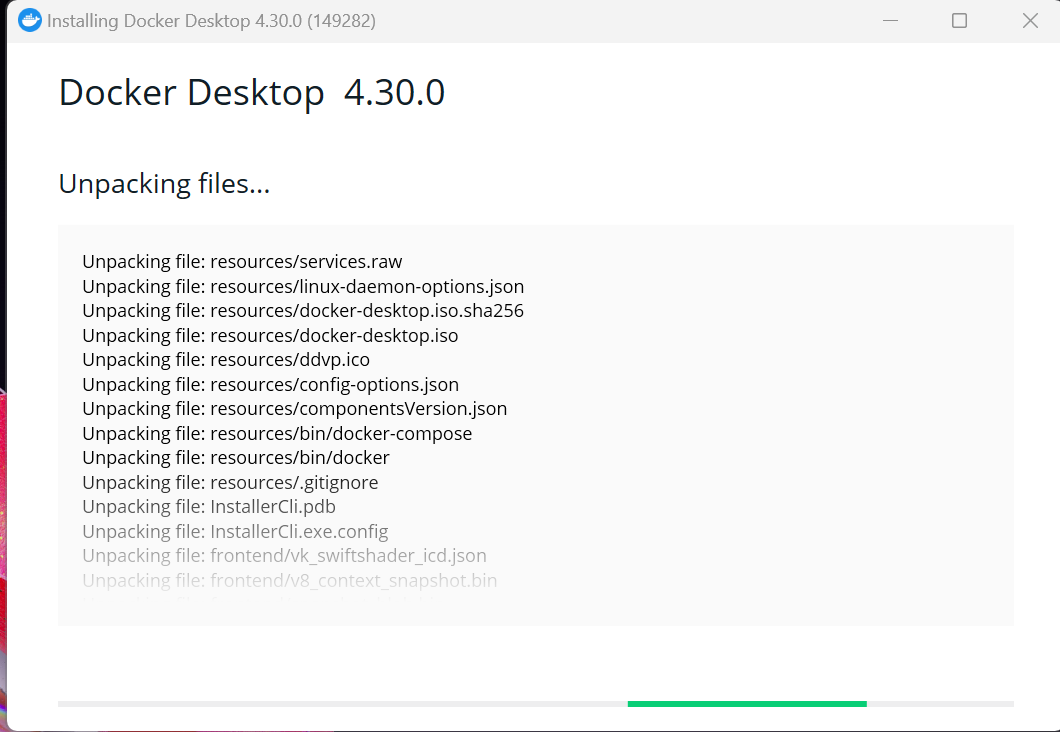 Installing Docker Desktop 4.30.0 (149282)
Docker Desktop 4.30.0
Unpacking files...
Unpacking file: resources/services.raw
Unpacking file: resources/linux-daemon-options.json
Unpacking file: resources/docker-desktop.iso.sha256
Unpacking file: resources/docker-desktop.iso
Unpacking file: resources/ddvp.ico
Unpacking file: resources/config-options.json
Unpacking file: resources/componentsVersion.json
Unpacking file: resources/bin/docker-compose
Unpacking file: resources/bin/docker
Unpacking file: resources/.gitignore
Unpacking file: InstallerCli.pdb
Unpacking file: InstallerCli.exe.config
Unpacking file: frontend/vk_swiftshader_icd.json
Unpacking file: frontend/v8_context_snapshot.bin